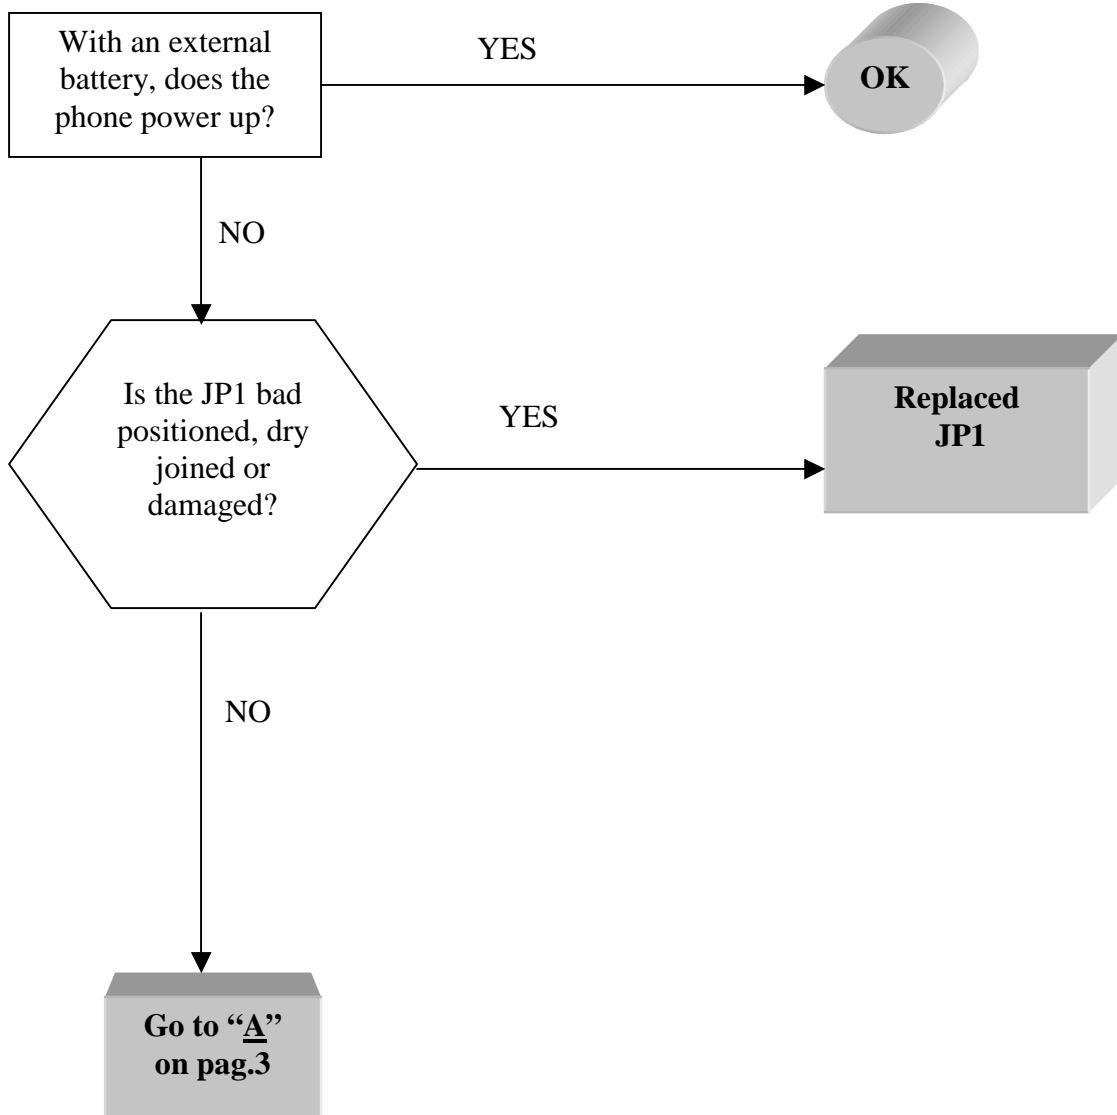 With an external
battery, does the
phone power up?
YES
OK
NO
Is the JP1 bad
positioned, dry
joined or
damaged?
YES
Replaced
JP1
NO
Go to “A”
on pag.3